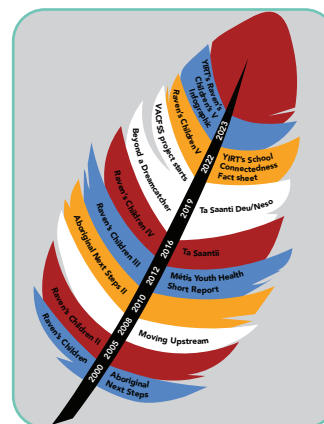 YIRT's Raven's
Children's V
Infographic
Raven's Children V
VACFSS project starts
Beyond a Dreamcatcher
Raven's Children IV
Raven's Children III
Aboriginal Next Steps II
Raven's Children II
Raven's Children
2023
2022
2019
2016
2012
2010
2008
2005
2000
YIRT's School
Connectedness
Fact sheet
Ta Saanti Deu/Neso
Ta Saantii
Métis Youth Health
Short Report
Moving Upstream
Aboriginal
Next Steps